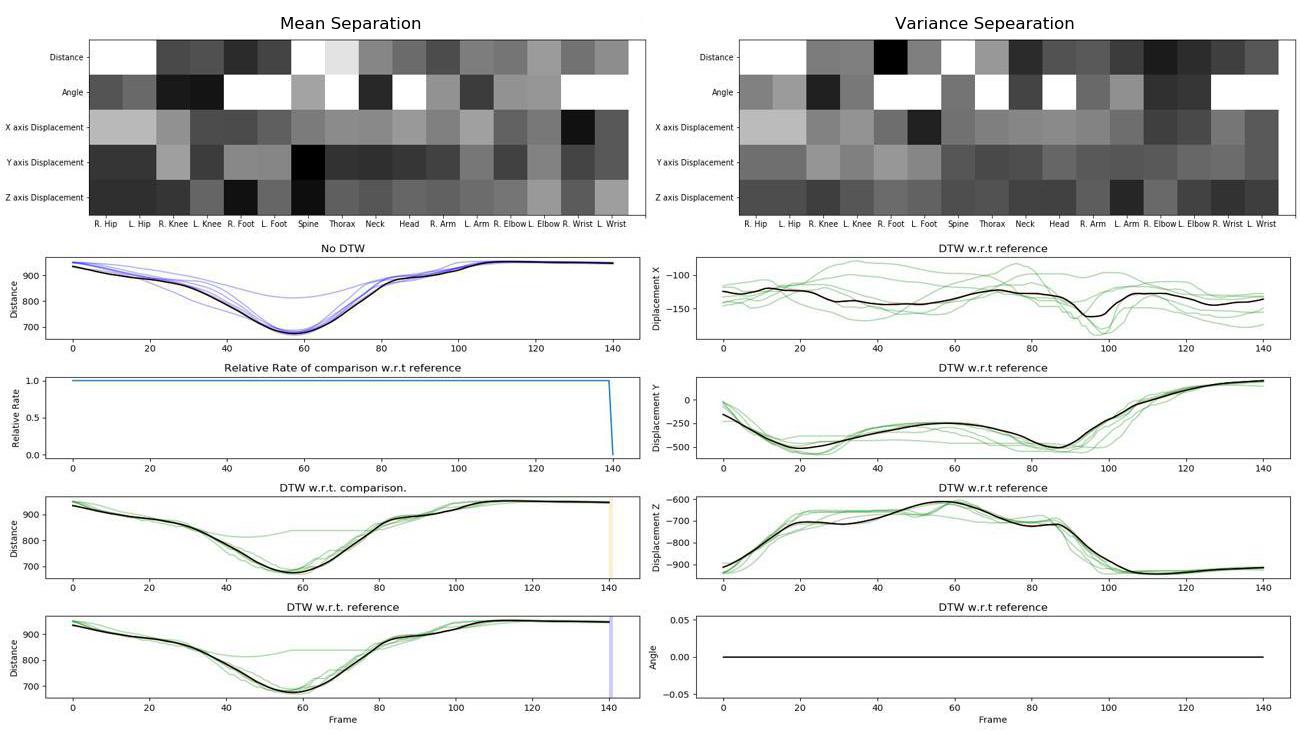 Mean Separation
Variance Sepearation
Distance
Angle
X axis Displacement
Y axis Displacement
Z axis Displacement
R. Hip L. Hip R. Knee L. Knee R. Foot L. Foot Spine Thorax Neck Head R. Arm L. Arm R. Elbow L. Elbow R. Wrist L. Wrist
Distance
Angle
X axis Displacement
Y axis Displacement
Z axis Displacement
R. Hip L. Hip R. Knee L. Knee R. Foot L. Foot Spine Thorax Neck Head R. Arm L. Arm R. Elbow L. Elbow R. Wrist L. Wrist
No DTW
Distance
900
800
700
0 20 40 60 80 100 120 140
DTW w.r.t reference
Diplacement X
−100
−150
0 20 40 60 80 100 120 140
Relative Rate of comparison w.r.t reference
Relative Rate
1.0
0.5
0.0
0 20 40 60 80 100 120 140
DTW w.r.t reference
Displacement Y
0
−250
−500
0 20 40 60 80 100 120 140
DTW w.r.t. comparison.
Distance
900
800
700
0 20 40 60 80 100 120 140
DTW w.r.t reference
Displacement Z
−600
−700
−800
−900
0 20 40 60 80 100 120 140
DTW w.r.t. reference
Distance
900
800
700
0 20 40 60 80 100 120 140
Frame
DTW w.r.t reference
Angle
0.05
0.00
−0.05
0 20 40 60 80 100 120 140
Frame